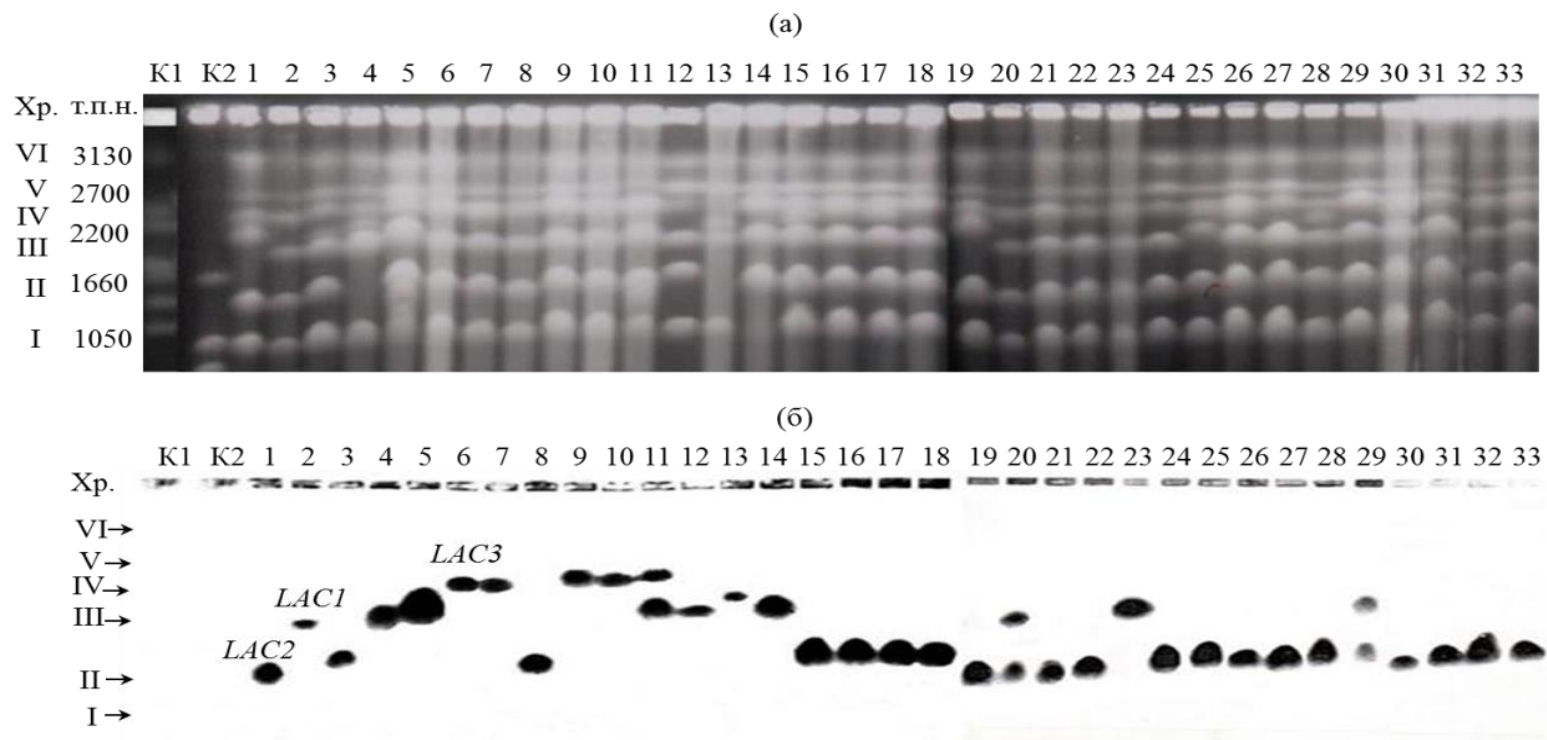 (а)
К1 К2 1 2 3 4 5 6 7 8 9 10 11 12 13 14 15 16 17 18 19 20 21 22 23 24 25 26 27 28 29 30 31 32 33
Хр. т.п.н.
VI 3130
V 2700
IV 2200
III
II 1660
I 1050
(б)
К1 К2 1 2 3 4 5 6 7 8 9 10 11 12 13 14 15 16 17 18 19 20 21 22 23 24 25 26 27 28 29 30 31 32 33
Хр.
VI→
V→ LAC3
IV→
III→ LAC1
LAC2
II→
I→